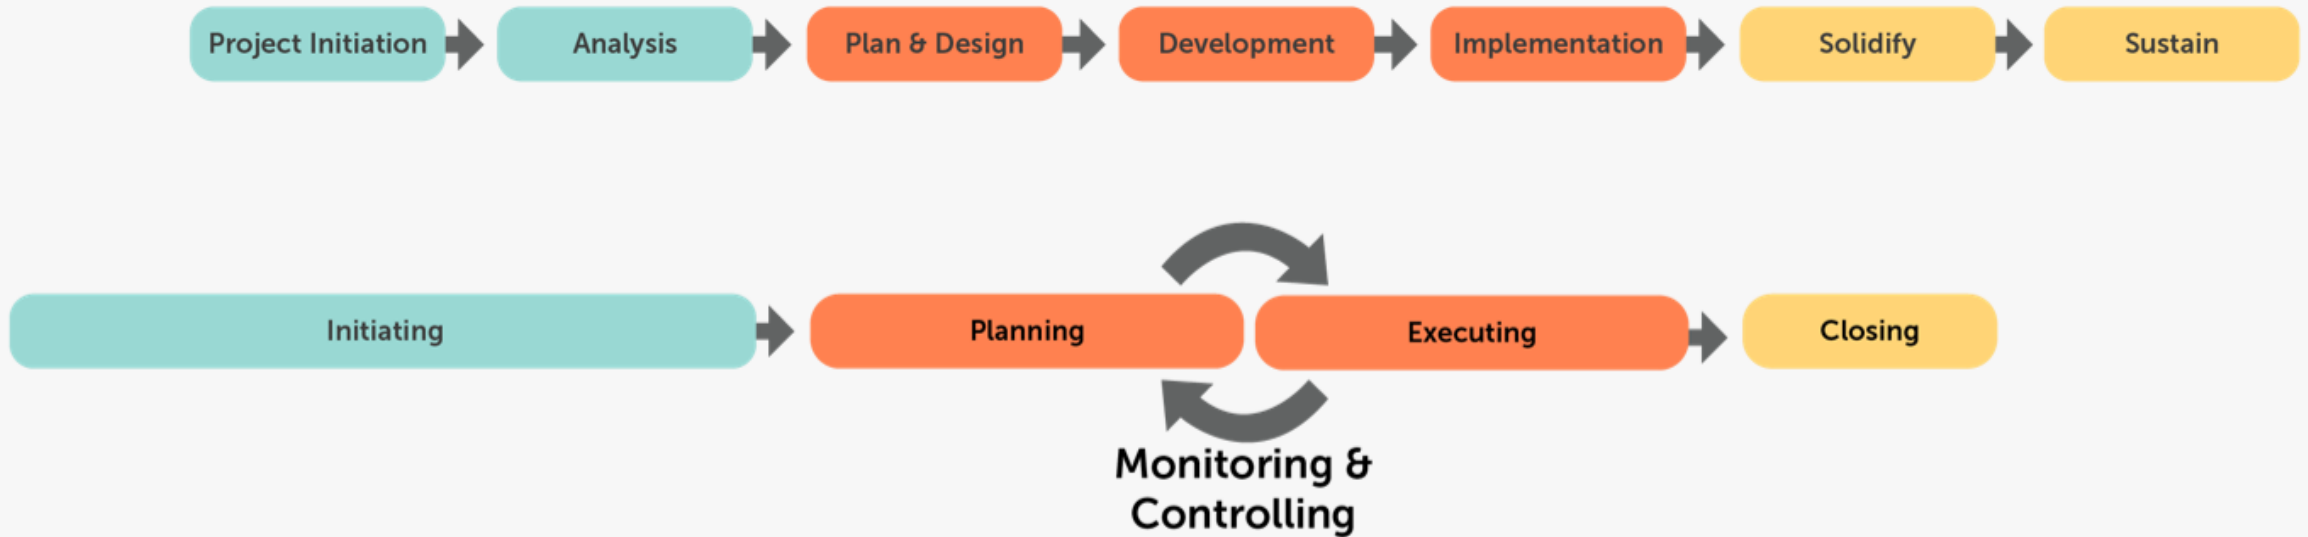 Project Initiation
Analysis
Plan & Design
Development
Implementation
Solidify
Sustain
Initiating
Planning
Executing
Closing
Monitoring &
Controlling